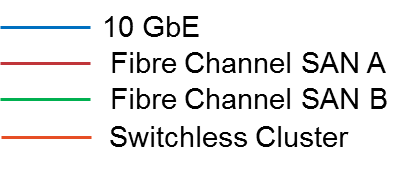 10 GbE
Fibre Channel SAN A
Fibre Channel SAN B
Switchless Cluster